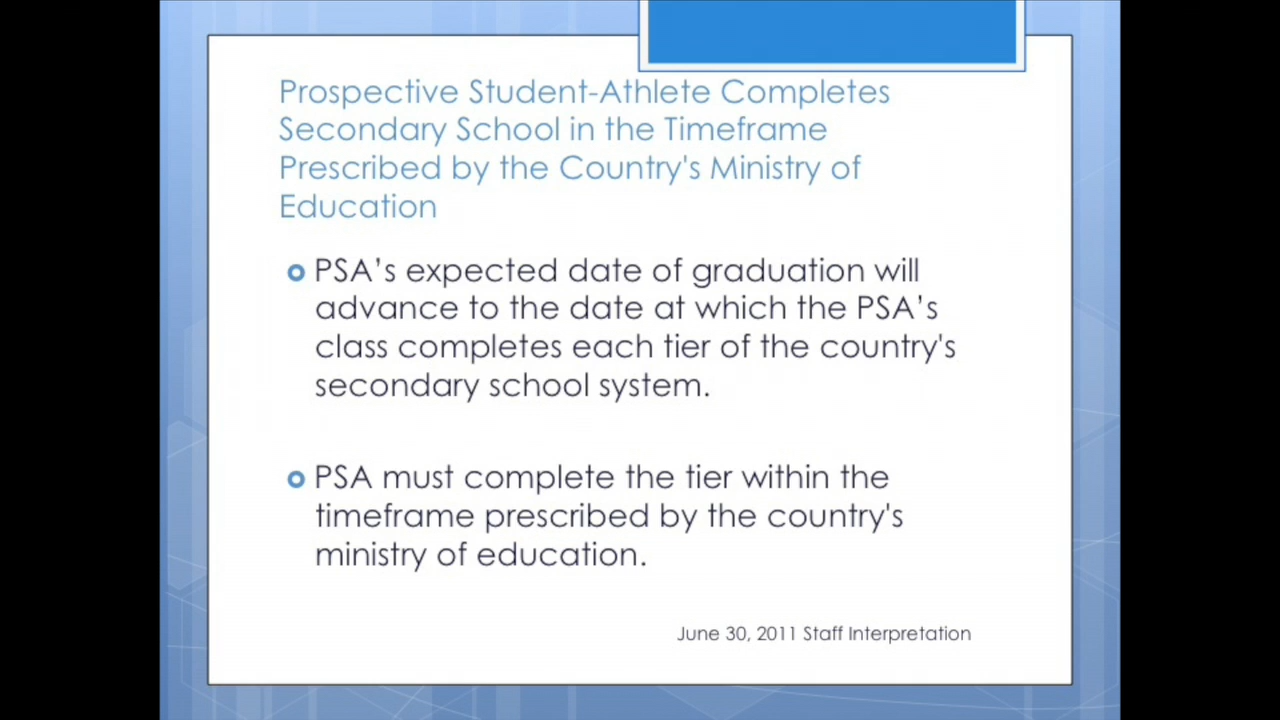 Prospective Student-Athlete Completes
Secondary School in the Timeframe
Prescribed by the Country's Ministry of
Education
PSA’s expected date of graduation will
advance to the date at which the PSA’s
class completes each tier of the country's
secondary school system.
PSA must complete the tier within the
timeframe prescribed by the country's
ministry of education.
June 30, 2011 Staff Interpretation